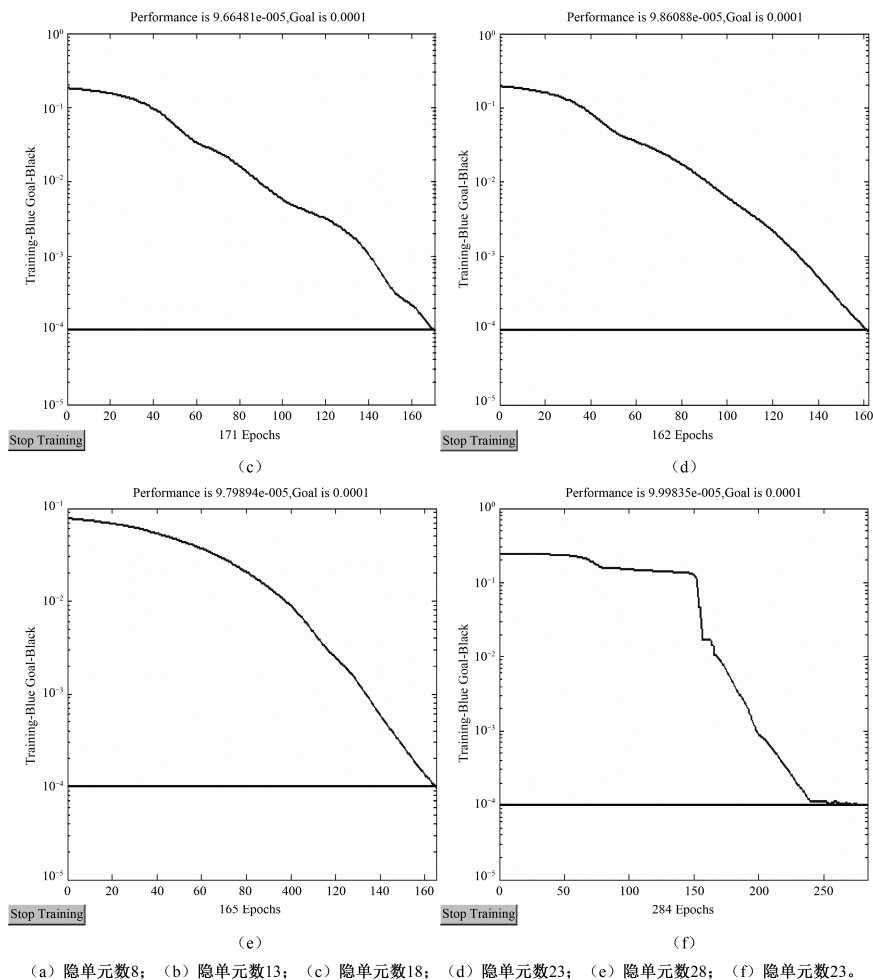 Performance is 9.66481e-005,Goal is 0.0001
10⁰
10⁻¹
10⁻²
10⁻³
10⁻⁴
10⁻⁵
Training-Blue Goal-Black
0 20 40 60 80 100 120 140 160
171 Epochs
Stop Training
（c）
Performance is 9.86088e-005,Goal is 0.0001
10⁰
10⁻¹
10⁻²
10⁻³
10⁻⁴
10⁻⁵
Training-Blue Goal-Black
0 20 40 60 80 100 120 140 160
162 Epochs
Stop Training
（d）
Performance is 9.79894e-005,Goal is 0.0001
10⁻¹
10⁻²
10⁻³
10⁻⁴
10⁻⁵
Training-Blue Goal-Black
0 20 40 60 80 400 120 140 160
165 Epochs
Stop Training
（e）
Performance is 9.99835e-005,Goal is 0.0001
10⁰
10⁻¹
10⁻²
10⁻³
10⁻⁴
10⁻⁵
Training-Blue Goal-Black
0 50 100 150 200 250
284 Epochs
Stop Training
（f）
（a）隐单元数8；（b）隐单元数13；（c）隐单元数18；（d）隐单元数23；（e）隐单元数28；（f）隐单元数23。